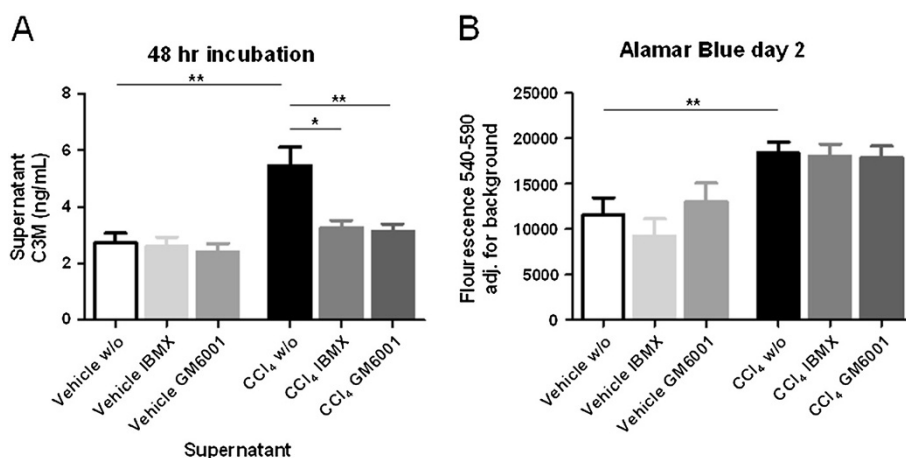 A
48 hr incubation
**
**
*
8
6
4
2
0
Supernatant
C3M (ng/mL)
Vehicle w/o
Vehicle IBMX
Vehicle GM6001
CCl₄ w/o
CCl₄ IBMX
CCl₄ GM6001
Supernatant
B
Alamar Blue day 2
**
25000
20000
15000
10000
5000
0
Flourescence 540-590
adj. for background
Vehicle w/o
Vehicle IBMX
Vehicle GM6001
CCl₄ w/o
CCl₄ IBMX
CCl₄ GM6001